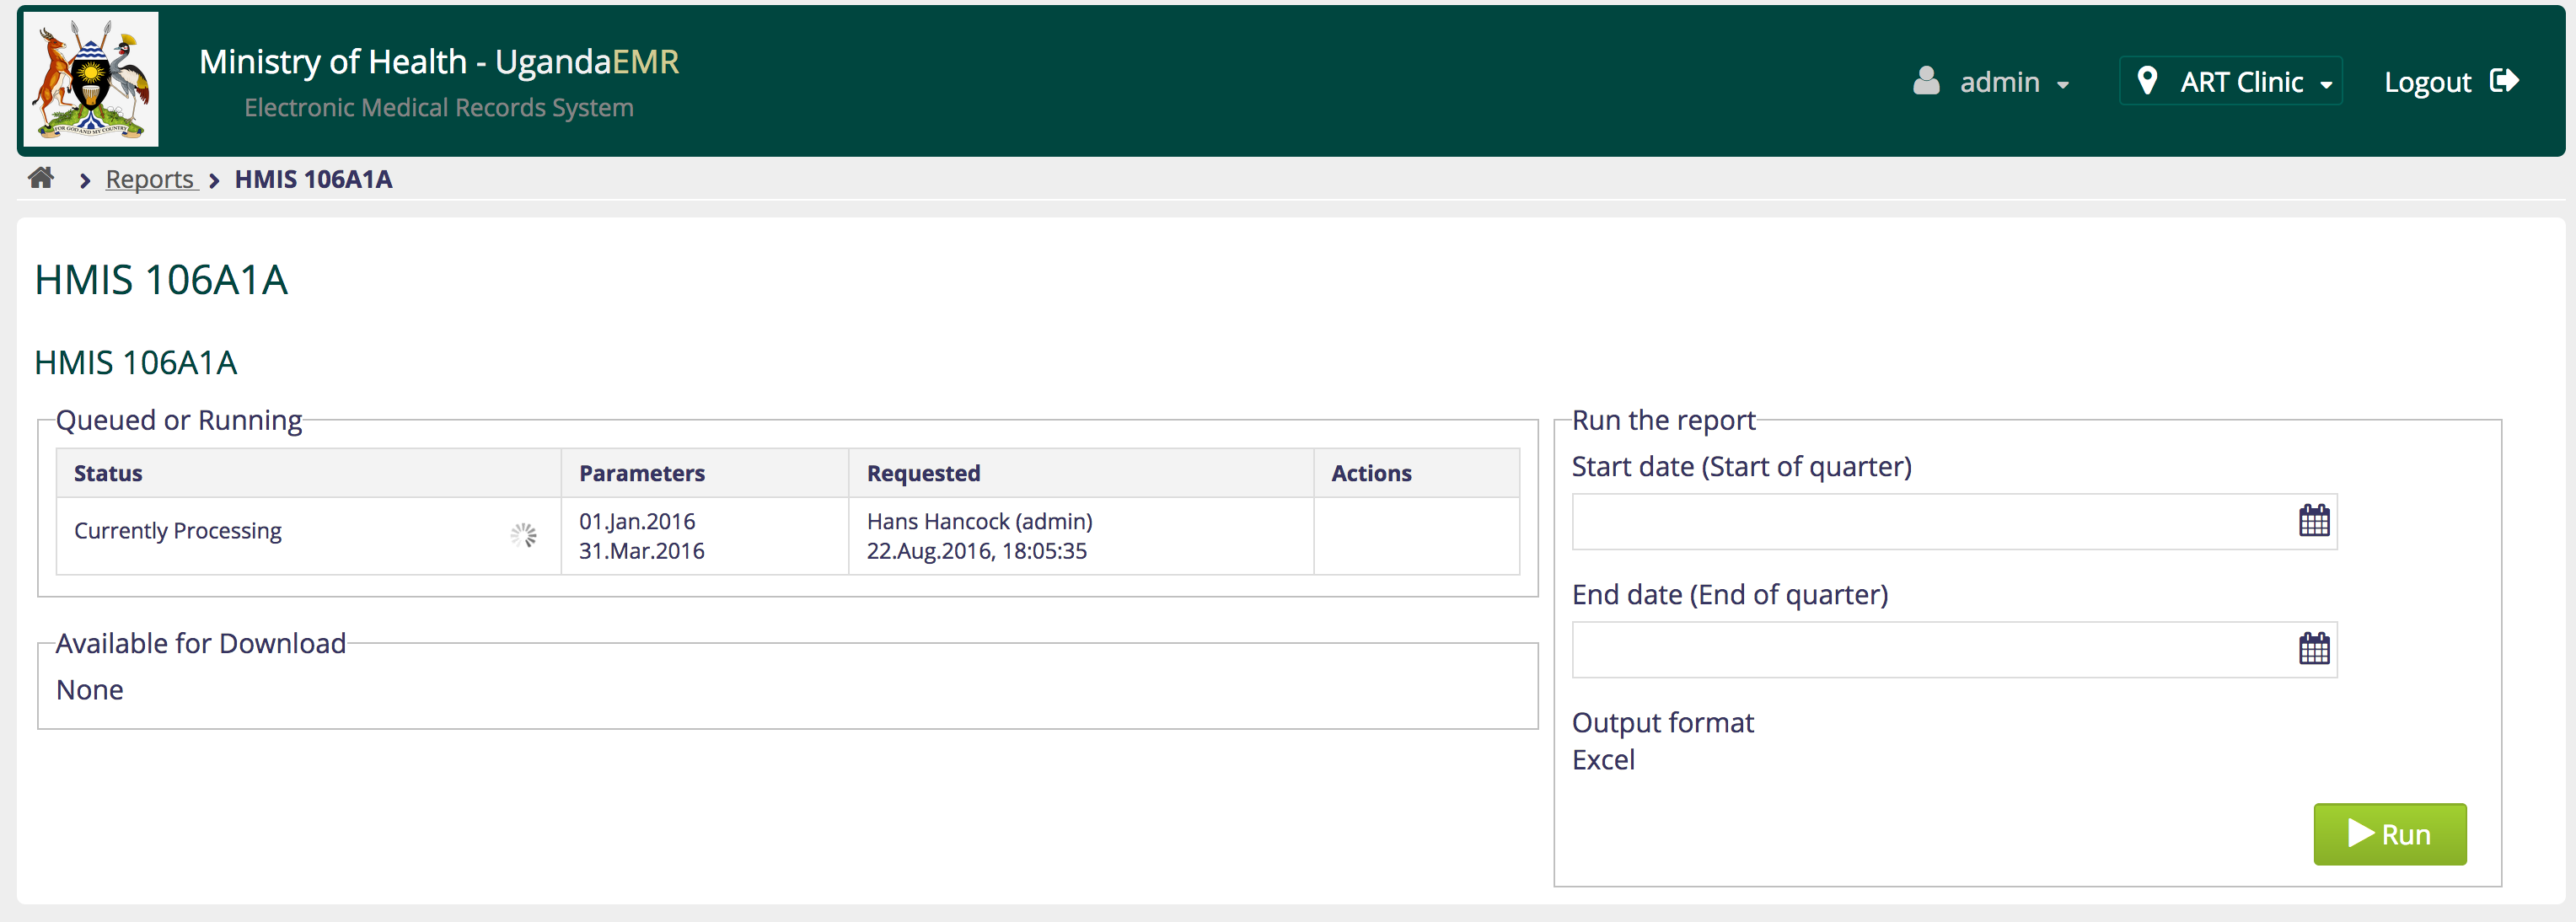 Ministry of Health - UgandaEMR
Electronic Medical Records System
FOR GOD AND MY COUNTRY
admin
ART Clinic
Logout
Reports
HMIS 106A1A
HMIS 106A1A
HMIS 106A1A
Queued or Running
Status Parameters Requested Actions
Currently Processing
01.Jan.2016
31.Mar.2016
Hans Hancock (admin)
22.Aug.2016, 18:05:35
Available for Download
None
Run the report
Start date (Start of quarter)
End date (End of quarter)
Output format
Excel
Run